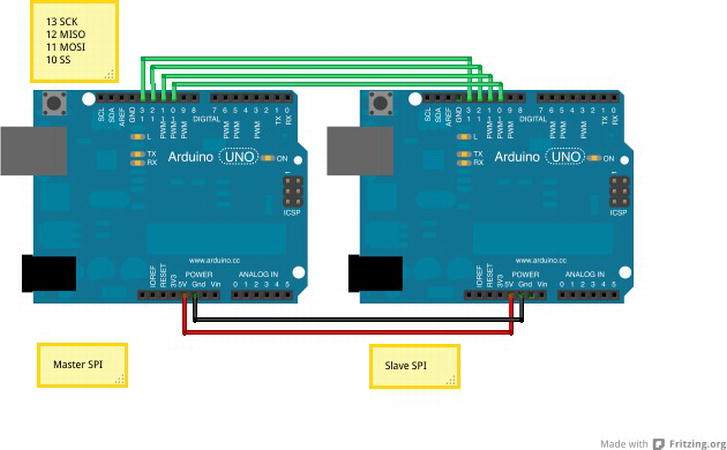 13 SCK
12 MISO
11 MOSI
10 SS
SCL
SDA
AREF
GND
13
12
PWM 11
PWM 10
PWM 9
8
DIGITAL
7
PWM 6
PWM 5
4
PWM 3
2
TX 1
RX 0
L
TX
RX
Arduino UNO
ON
ICSP
1
www.arduino.cc
POWER
ANALOG IN
IOREF
RESET
3V3
5V
Gnd
Vin
0 1 2 3 4 5
SCL
SDA
AREF
GND
13
12
PWM 11
PWM 10
PWM 9
8
DIGITAL
7
PWM 6
PWM 5
4
PWM 3
2
TX 1
RX 0
L
TX
RX
Arduino UNO
ON
ICSP
1
www.arduino.cc
POWER
ANALOG IN
IOREF
RESET
3V3
5V
Gnd
Vin
0 1 2 3 4 5
Master SPI
Slave SPI
Made with Fritzing.org